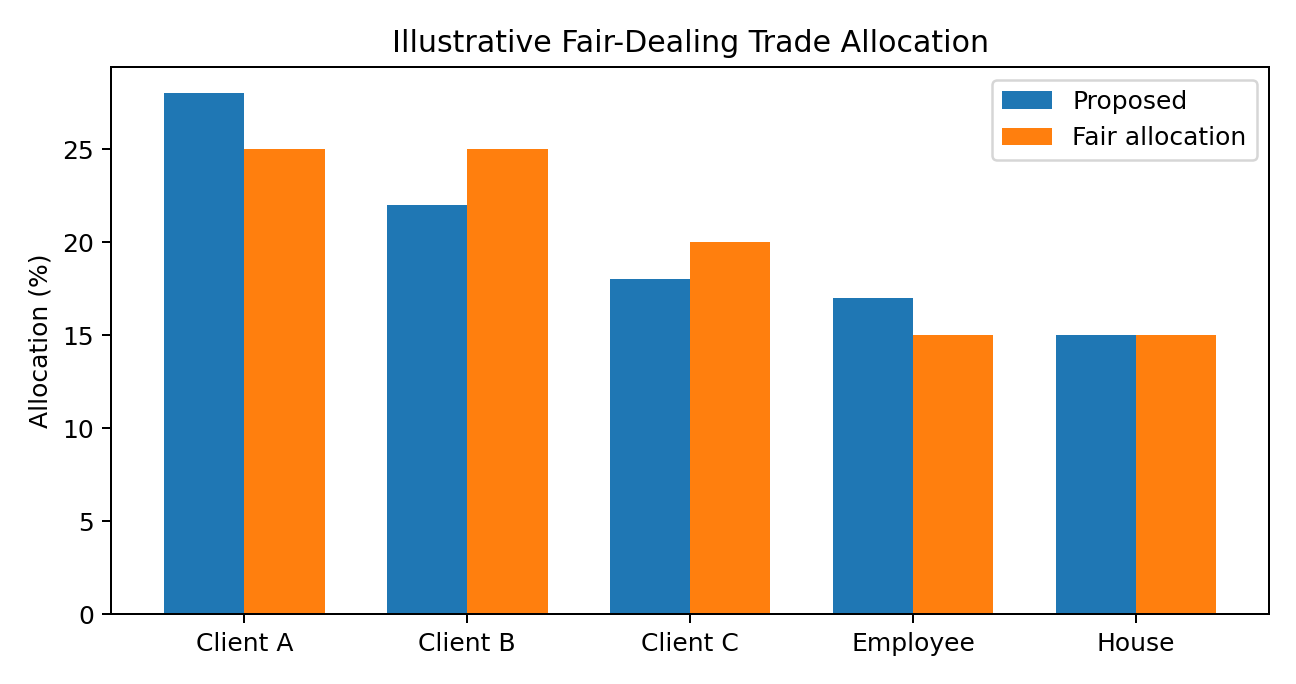 Illustrative Fair-Dealing Trade Allocation
Proposed
Fair allocation
Allocation (%)
25
20
15
10
5
0
Client A
Client B
Client C
Employee
House